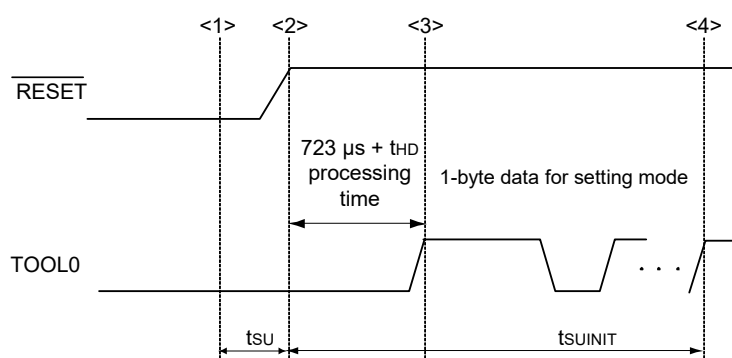 <1> <2> <3> <4>
RESET
723 µs + tHD
processing
time
1-byte data for setting mode
TOOL0
. . .
tSU tSUINIT